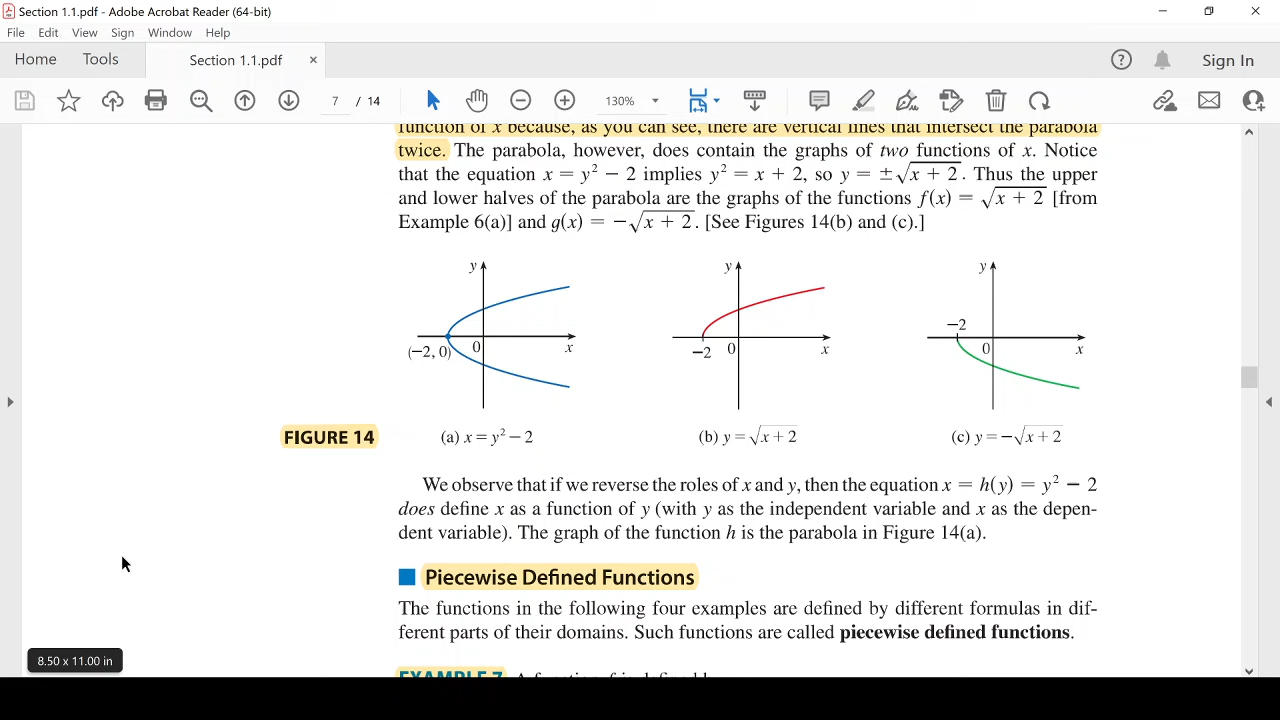 Section 1.1.pdf - Adobe Acrobat Reader (64-bit)
File Edit View Sign Window Help
Home Tools Section 1.1.pdf × Sign In
7 / 14 130%
function of x because, as you can see, there are vertical lines that intersect the parabola
twice. The parabola, however, does contain the graphs of two functions of x. Notice
that the equation x = y² − 2 implies y² = x + 2, so y = ±√(x + 2). Thus the upper
and lower halves of the parabola are the graphs of the functions f(x) = √(x + 2) [from
Example 6(a)] and g(x) = −√(x + 2). [See Figures 14(b) and (c).]
y y y
(−2, 0) 0 x −2 0 x −2 0 x
FIGURE 14 (a) x = y² − 2 (b) y = √(x + 2) (c) y = −√(x + 2)
We observe that if we reverse the roles of x and y, then the equation x = h(y) = y² − 2
does define x as a function of y (with y as the independent variable and x as the depen-
dent variable). The graph of the function h is the parabola in Figure 14(a).
Piecewise Defined Functions
The functions in the following four examples are defined by different formulas in dif-
ferent parts of their domains. Such functions are called piecewise defined functions.
8.50 x 11.00 in
EXAMPLE 7 A function f is defined by